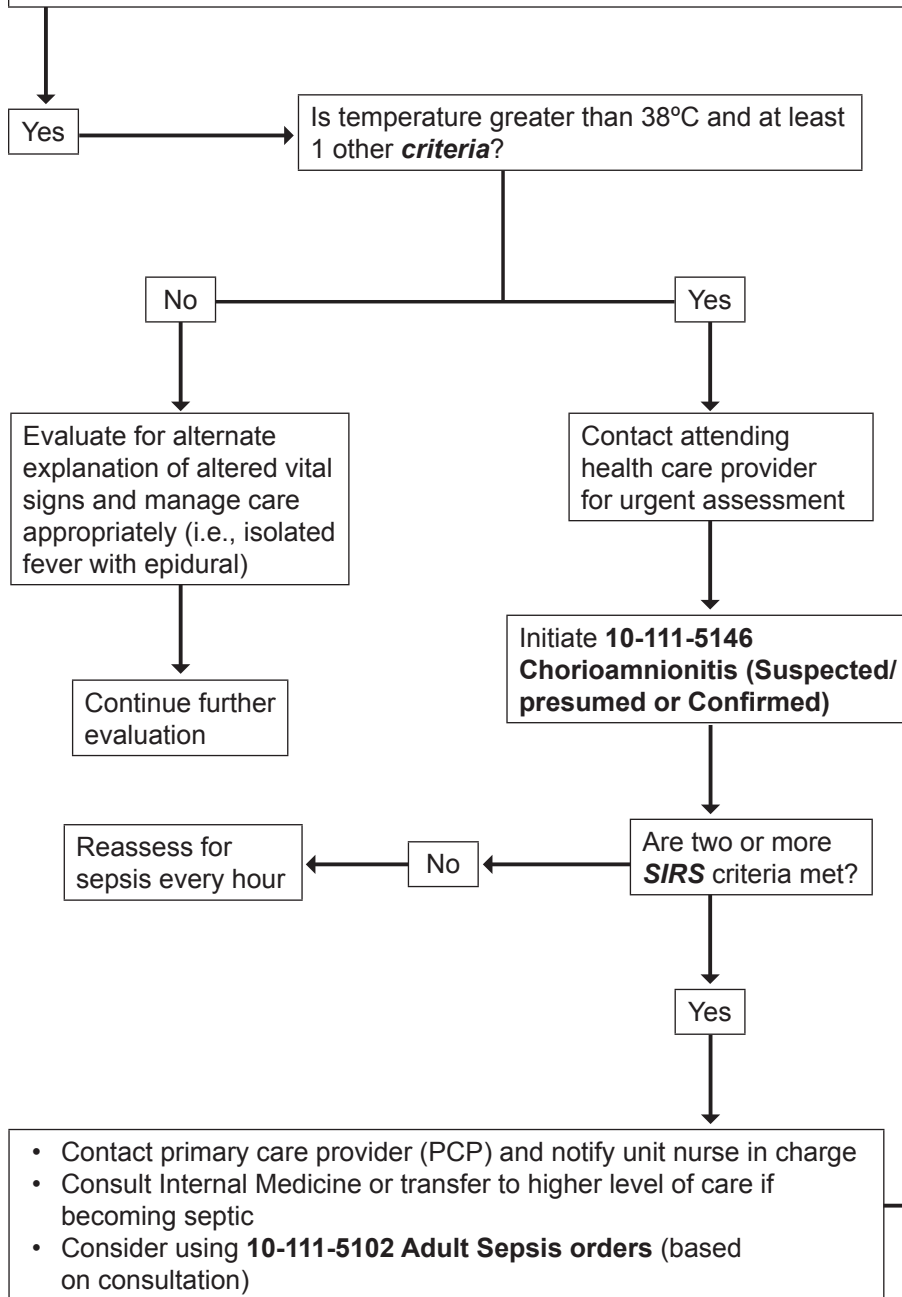 Yes
Is temperature greater than 38ºC and at least
1 other criteria?
No
Yes
Evaluate for alternate
explanation of altered vital
signs and manage care
appropriately (i.e., isolated
fever with epidural)
Contact attending
health care provider
for urgent assessment
Initiate 10-111-5146
Chorioamnionitis (Suspected/
presumed or Confirmed)
Continue further
evaluation
Reassess for
sepsis every hour
No
Are two or more
SIRS criteria met?
Yes
• Contact primary care provider (PCP) and notify unit nurse in charge
• Consult Internal Medicine or transfer to higher level of care if
becoming septic
• Consider using 10-111-5102 Adult Sepsis orders (based
on consultation)